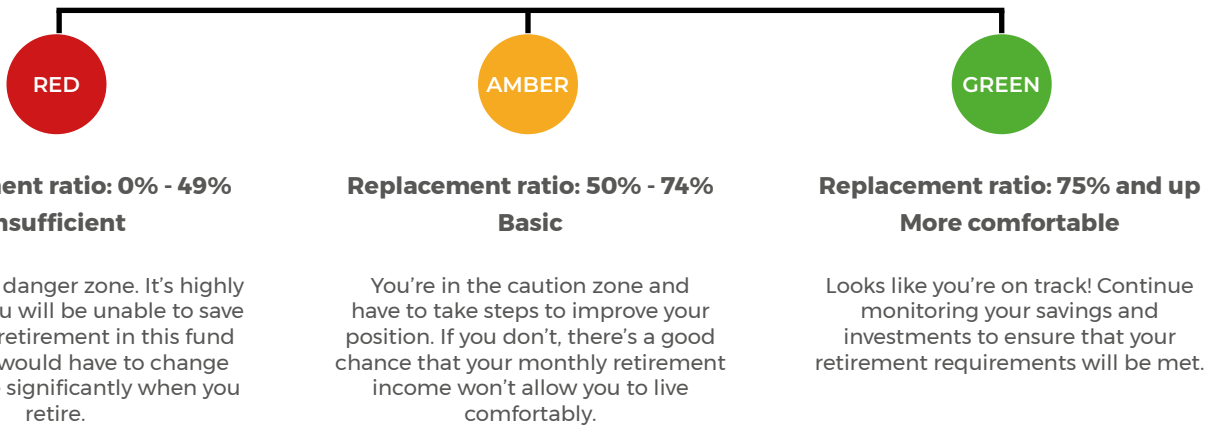 RED
ent ratio: 0% - 49%
nsufficient
danger zone. It’s highly
u will be unable to save
retirement in this fund
would have to change
significantly when you
retire.
AMBER
Replacement ratio: 50% - 74%
Basic
You’re in the caution zone and
have to take steps to improve your
position. If you don’t, there’s a good
chance that your monthly retirement
income won’t allow you to live
comfortably.
GREEN
Replacement ratio: 75% and up
More comfortable
Looks like you’re on track! Continue
monitoring your savings and
investments to ensure that your
retirement requirements will be met.